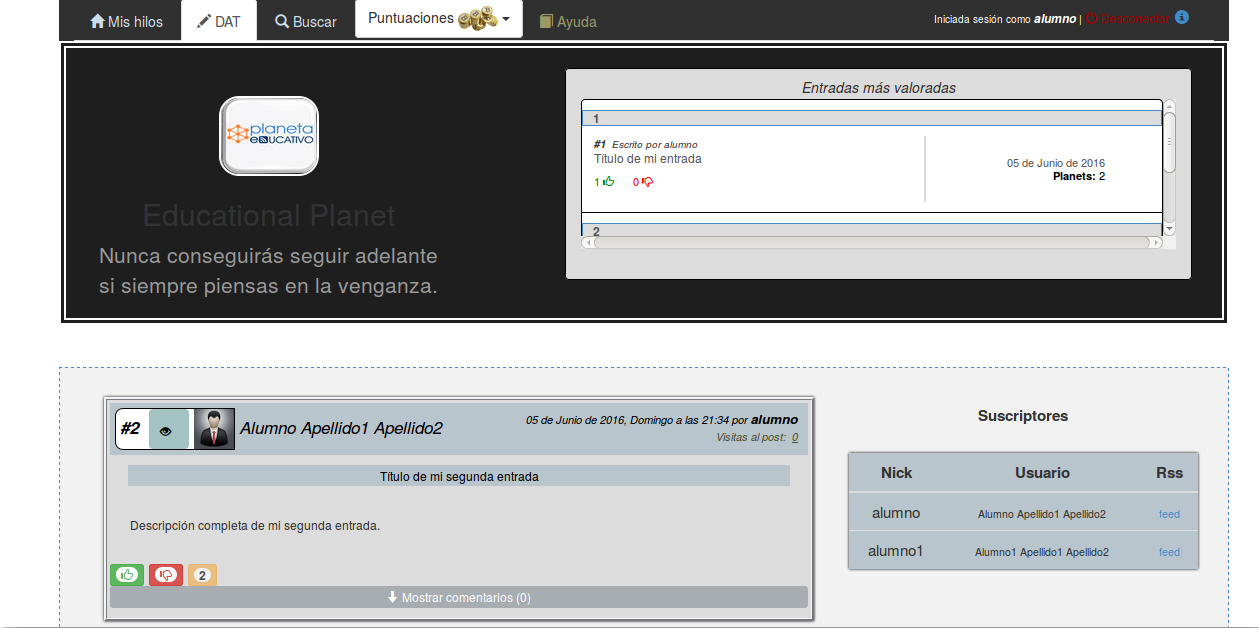 Mis hilos DAT Buscar Puntuaciones Ayuda Iniciada sesión como alumno | Desconectar
planeta
eDUCATIVO
Educational Planet
Nunca conseguirás seguir adelante
si siempre piensas en la venganza.
Entradas más valoradas
1
#1 Escrito por alumno
Título de mi entrada
1 0
05 de Junio de 2016
Planets: 2
2
#2 Alumno Apellido1 Apellido2
05 de Junio de 2016, Domingo a las 21:34 por alumno
Visitas al post: 0
Título de mi segunda entrada
Descripción completa de mi segunda entrada.
2
Mostrar comentarios (0)
Suscriptores
Nick Usuario Rss
alumno Alumno Apellido1 Apellido2 feed
alumno1 Alumno1 Apellido1 Apellido2 feed